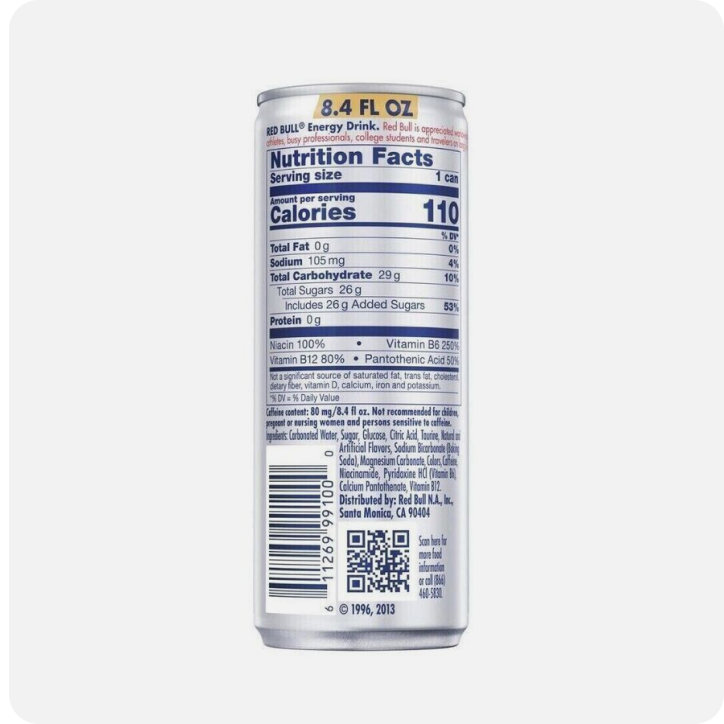 8.4 FL OZ
RED BULL® Energy Drink. Red Bull is appreciated
athletes, busy professionals, college students and travelers on
Nutrition Facts
Serving size 1 can
Amount per serving
Calories 110
% DV*
Total Fat 0 g 0%
Sodium 105 mg 4%
Total Carbohydrate 29 g 10%
Total Sugars 26 g
Includes 26 g Added Sugars 53%
Protein 0 g
Niacin 100% • Vitamin B6 250%
Vitamin B12 80% • Pantothenic Acid 50%
Not a significant source of saturated fat, trans fat, cholesterol,
dietary fiber, vitamin D, calcium, iron and potassium.
*% DV = % Daily Value
Caffeine content: 80 mg/8.4 fl oz. Not recommended for children,
pregnant or nursing women and persons sensitive to caffeine.
Ingredients: Carbonated Water, Sugar, Glucose, Citric Acid, Taurine, Natural and
Artificial Flavors, Sodium Bicarbonate (Baking
Soda), Magnesium Carbonate, Colors, Caffeine,
Niacinamide, Pyridoxine HCl (Vitamin B6),
Calcium Pantothenate, Vitamin B12.
Distributed by: Red Bull N.A., Inc.,
Santa Monica, CA 90404
6 11269 99100 0
Scan here for
more food
information
or call (866)
460-5830.
© 1996, 2013